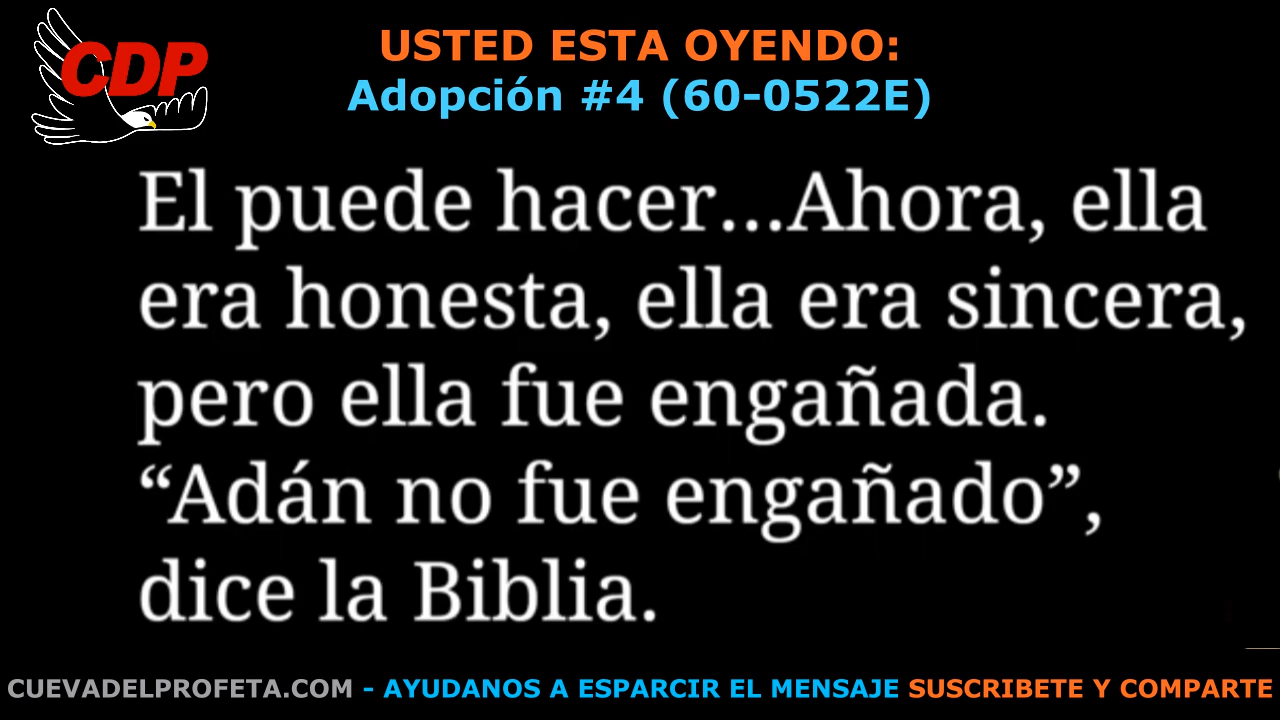 CDP
USTED ESTA OYENDO:
Adopción #4 (60-0522E)
El puede hacer...Ahora, ella
era honesta, ella era sincera,
pero ella fue engañada.
“Adán no fue engañado”,
dice la Biblia.
CUEVADELPROFETA.COM - AYUDANOS A ESPARCIR EL MENSAJE SUSCRIBETE Y COMPARTE